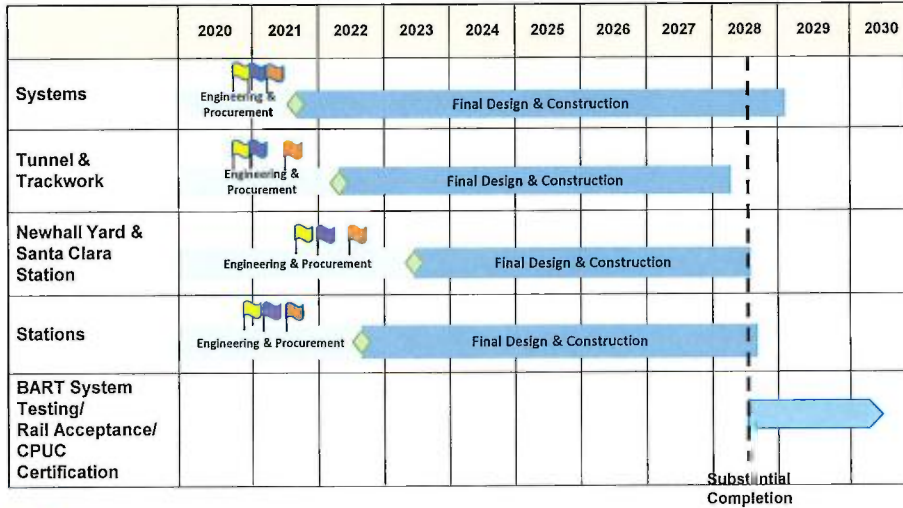 2020 2021 2022 2023 2024 2025 2026 2027 2028 2029 2030
Systems
Engineering &
Procurement
Final Design & Construction
Tunnel &
Trackwork
Engineering &
Procurement
Final Design & Construction
Newhall Yard &
Santa Clara
Station
Engineering & Procurement
Final Design & Construction
Stations
Engineering & Procurement
Final Design & Construction
BART System
Testing/
Rail Acceptance/
CPUC
Certification
Substantial
Completion